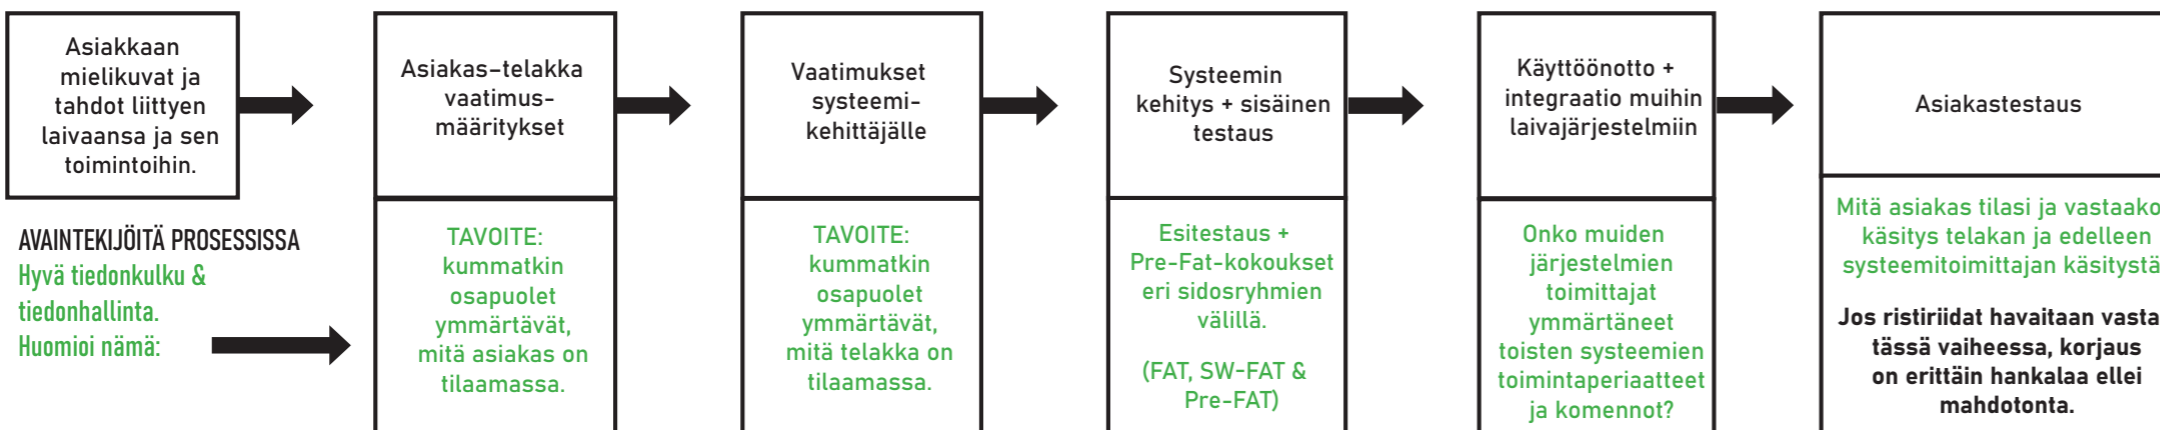 Asiakkaan
mielikuvat ja
tahdot liittyen
laivaansa ja sen
toimintoihin.
Asiakas-telakka
vaatimus-
määritykset
Vaatimukset
systeemi-
kehittäjälle
Systeemin
kehitys + sisäinen
testaus
Käyttöönotto +
integraatio muihin
laivajärjestelmiin
Asiakastestaus
AVAINTEKIJÖITÄ PROSESSISSA
Hyvä tiedonkulku &
tiedonhallinta.
Huomioi nämä:
TAVOITE:
kummatkin
osapuolet
ymmärtävät,
mitä asiakas on
tilaamassa.
TAVOITE:
kummatkin
osapuolet
ymmärtävät,
mitä telakka on
tilaamassa.
Esitestaus +
Pre-Fat-kokoukset
eri sidosryhmien
välillä.
(FAT, SW-FAT &
Pre-FAT)
Onko muiden
järjestelmien
toimittajat
ymmärtäneet
toisten systeemien
toimintaperiaatteet
ja komennot?
Mitä asiakas tilasi ja vastaako
käsitys telakan ja edelleen
systeemitoimittajan käsitystä
Jos ristiriidat havaitaan vasta
tässä vaiheessa, korjaus
on erittäin hankalaa ellei
mahdotonta.